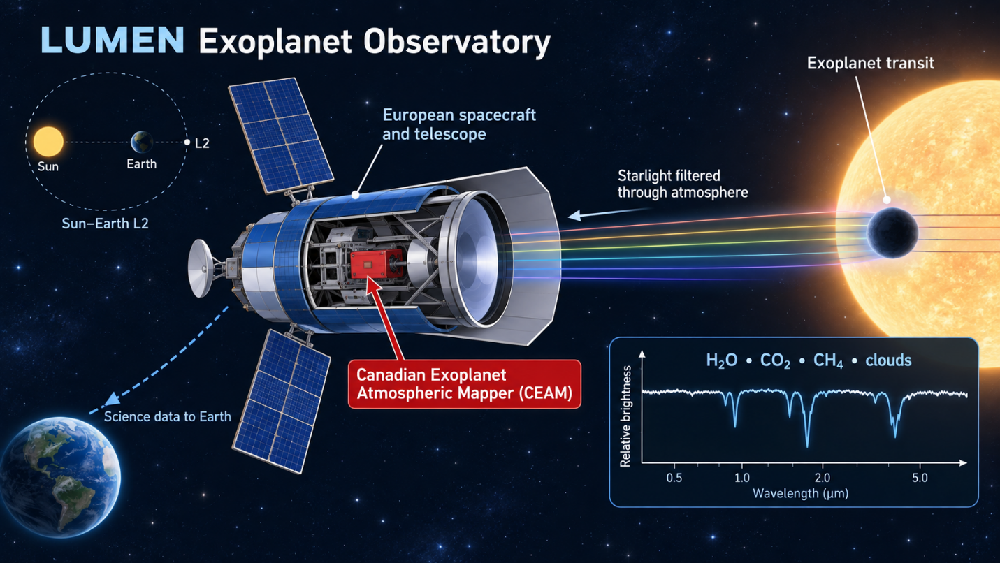 LUMEN Exoplanet Observatory
Exoplanet transit
European spacecraft
and telescope
L2
Sun
Earth
Sun–Earth L2
Starlight filtered
through atmosphere
Canadian Exoplanet
Atmospheric Mapper (CEAM)
Science data to Earth
H₂O • CO₂ • CH₄ • clouds
Relative brightness
0.5 1.0 2.0 5.0
Wavelength (μm)